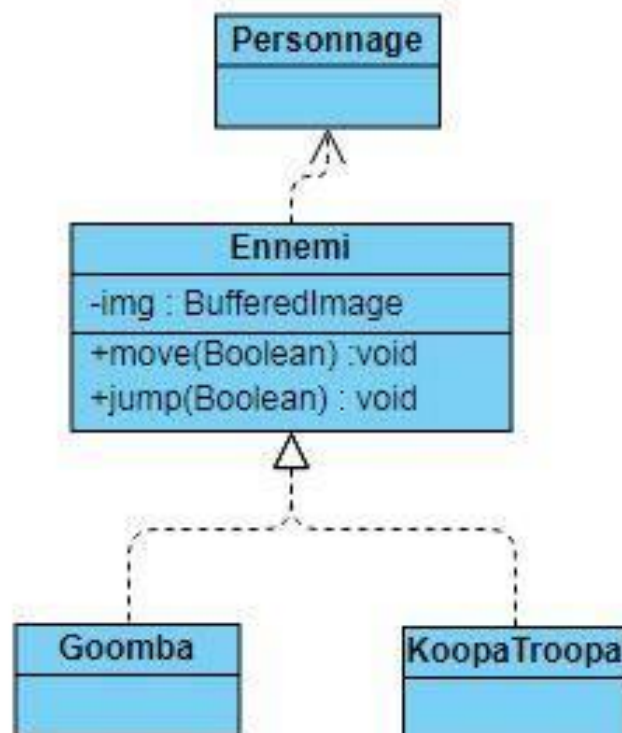 Personnage
Ennemi
-img : BufferedImage
+move(Boolean) :void
+jump(Boolean) : void
Goomba
KoopaTroopa